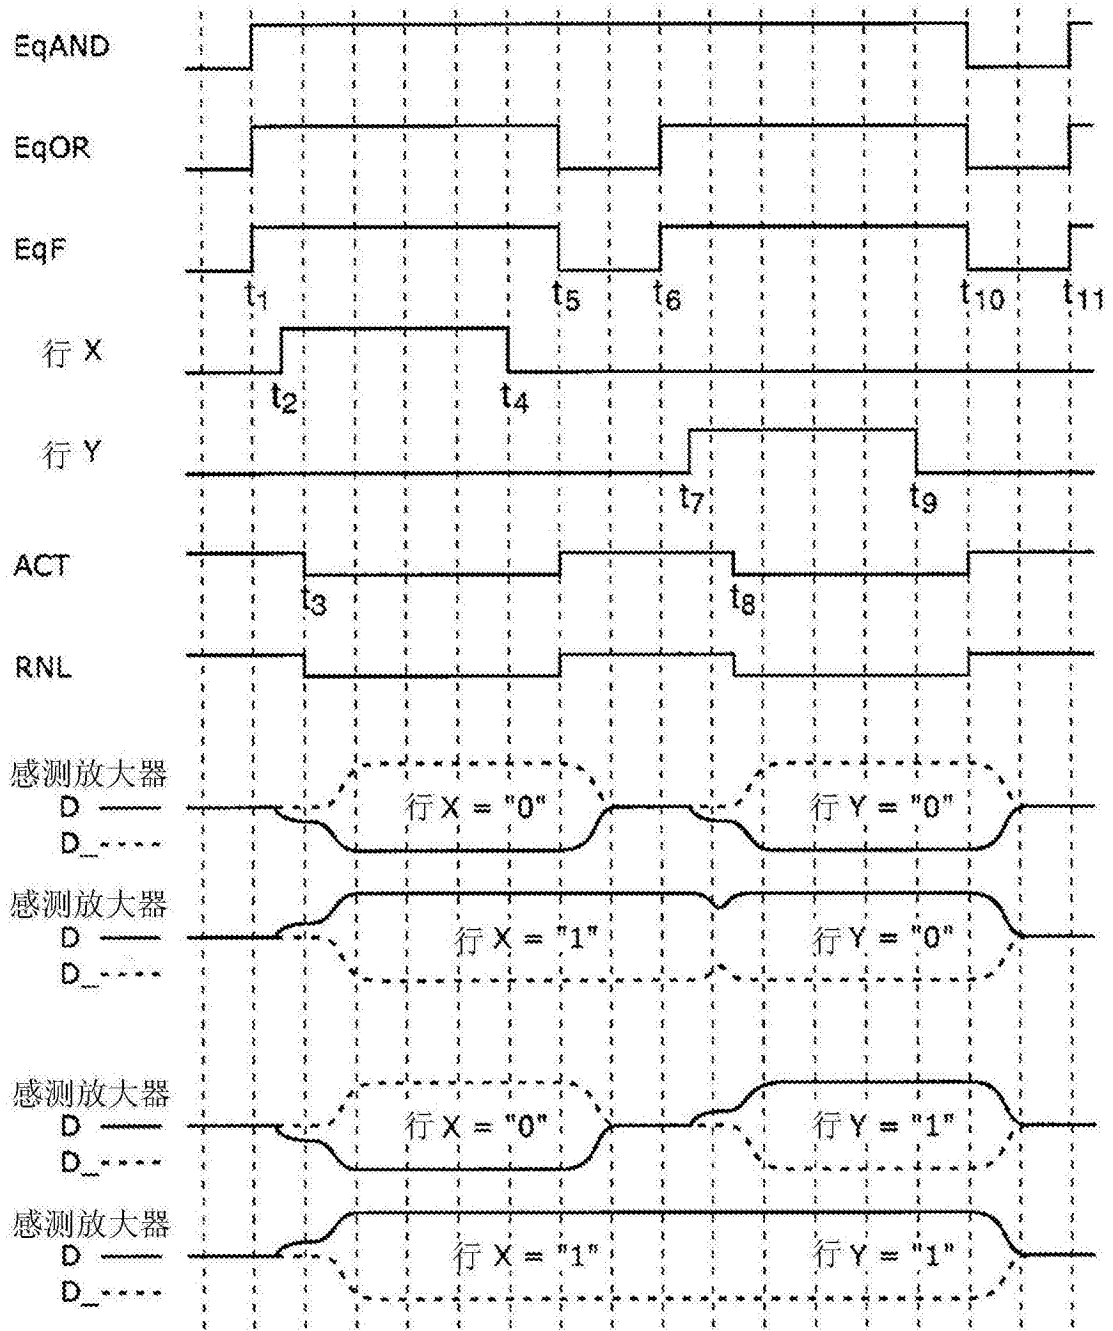 EqAND
EqOR
EqF
t1 t5 t6 t10 t11
行 X
t2 t4
行 Y
t7 t9
ACT
t3 t8
RNL
感测放大器
D
D_
行 X = "0" 行 Y = "0"
感测放大器
D
D_
行 X = "1" 行 Y = "0"
感测放大器
D
D_
行 X = "0" 行 Y = "1"
感测放大器
D
D_
行 X = "1" 行 Y = "1"